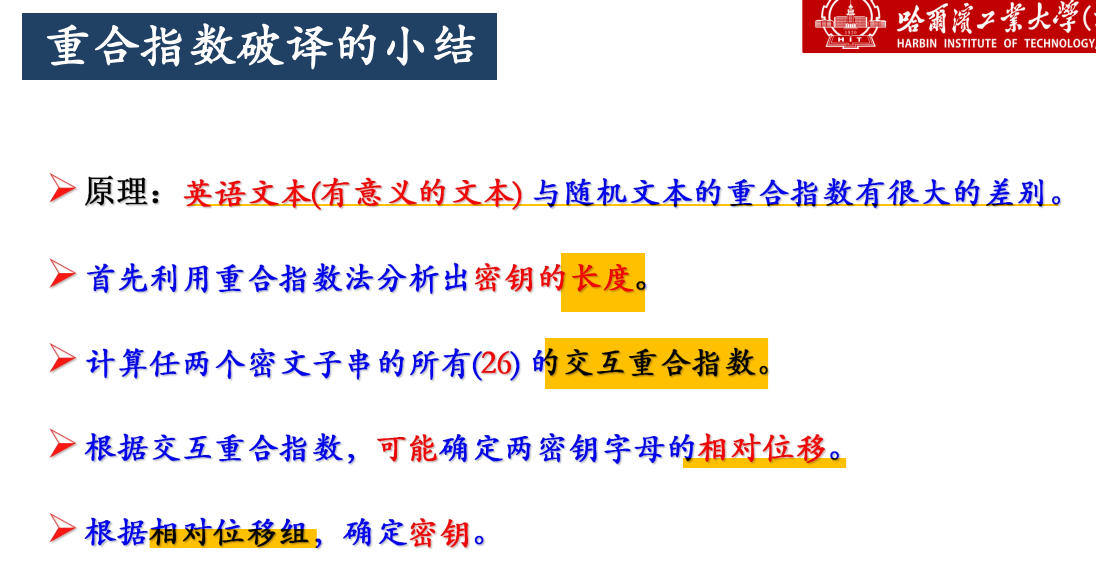 重合指数破译的小结
哈爾濱工業大學(
HARBIN INSTITUTE OF TECHNOLOGY
HIT
原理：英语文本(有意义的文本) 与随机文本的重合指数有很大的差别。
首先利用重合指数法分析出密钥的长度。
计算任两个密文子串的所有(26) 的交互重合指数。
根据交互重合指数，可能确定两密钥字母的相对位移。
根据相对位移组，确定密钥。